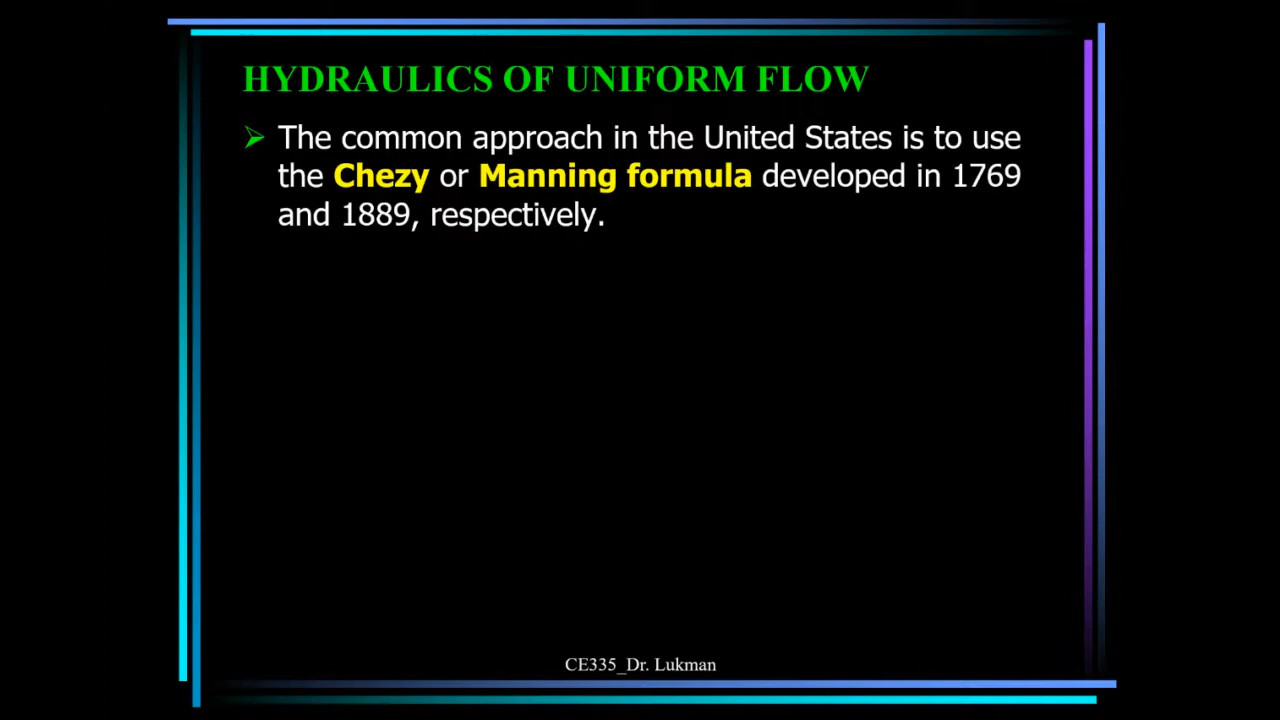 HYDRAULICS OF UNIFORM FLOW
The common approach in the United States is to use
the Chezy or Manning formula developed in 1769
and 1889, respectively.
CE335_Dr. Lukman